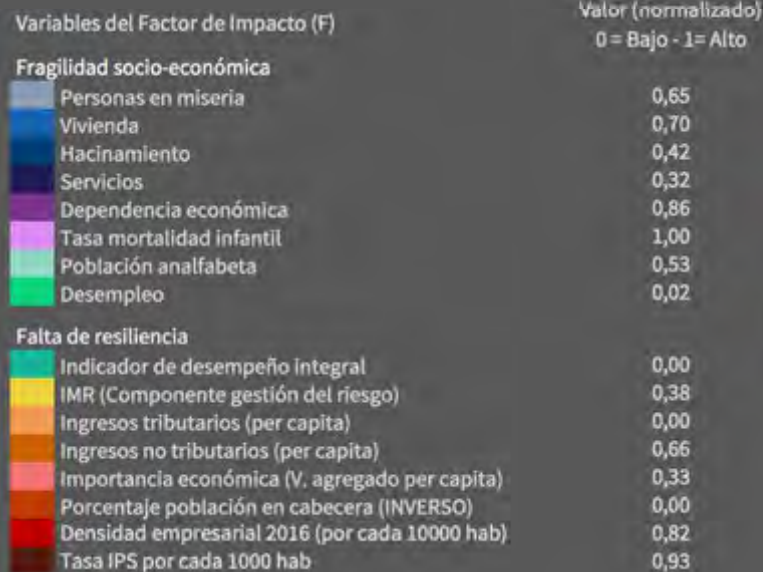 Variables del Factor de Impacto (F) Valor (normalizado)
0 = Bajo - 1= Alto
Fragilidad socio-económica
Personas en miseria 0,65
Vivienda 0,70
Hacinamiento 0,42
Servicios 0,32
Dependencia económica 0,86
Tasa mortalidad infantil 1,00
Población analfabeta 0,53
Desempleo 0,02
Falta de resiliencia
Indicador de desempeño integral 0,00
IMR (Componente gestión del riesgo) 0,38
Ingresos tributarios (per capita) 0,00
Ingresos no tributarios (per capita) 0,66
Importancia económica (V. agregado per capita) 0,33
Porcentaje población en cabecera (INVERSO) 0,00
Densidad empresarial 2016 (por cada 10000 hab) 0,82
Tasa IPS por cada 1000 hab 0,93